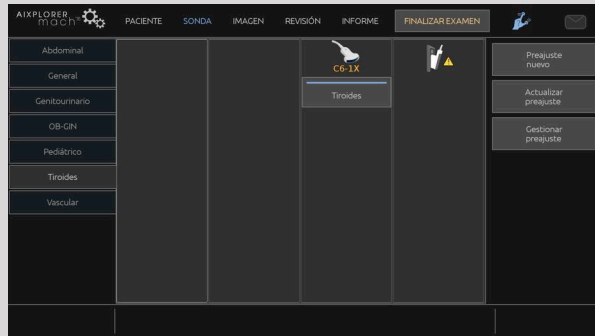 AIXPLORER
mach
PACIENTE
SONDA
IMAGEN
REVISIÓN
INFORME
FINALIZAR EXAMEN
Abdominal
General
Genitourinario
OB-GIN
Pediátrico
Tiroides
Vascular
C6-1X
Tiroides
Preajuste
nuevo
Actualizar
preajuste
Gestionar
preajuste